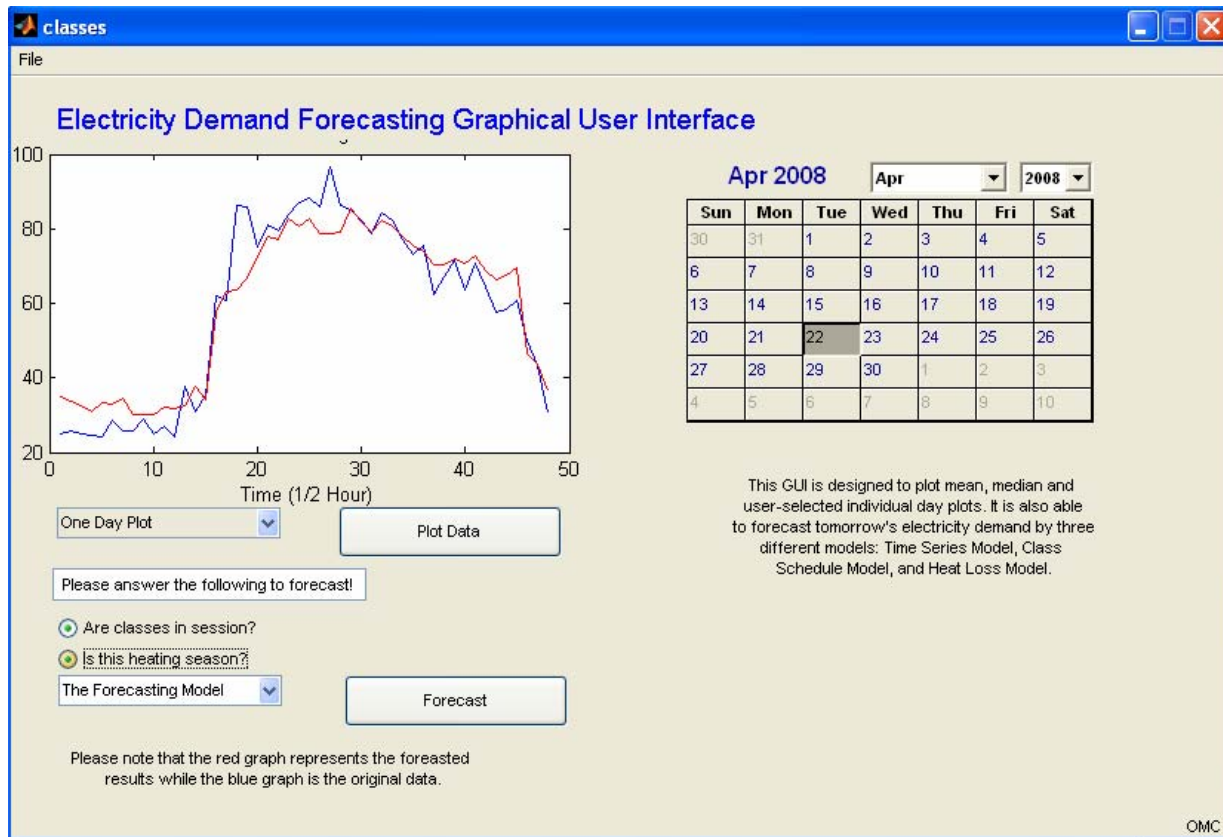 classes
File
Electricity Demand Forecasting Graphical User Interface
100
80
60
40
20
0 10 20 30 40 50
Time (1/2 Hour)
Apr 2008 Apr 2008
Sun Mon Tue Wed Thu Fri Sat
30 31 1 2 3 4 5
6 7 8 9 10 11 12
13 14 15 16 17 18 19
20 21 22 23 24 25 26
27 28 29 30 1 2 3
4 5 6 7 8 9 10
One Day Plot
Plot Data
Please answer the following to forecast!
Are classes in session?
Is this heating season?
The Forecasting Model
Forecast
Please note that the red graph represents the foreasted
results while the blue graph is the original data.
This GUI is designed to plot mean, median and
user-selected individual day plots. It is also able
to forecast tomorrow's electricity demand by three
different models: Time Series Model, Class
Schedule Model, and Heat Loss Model.
OMC